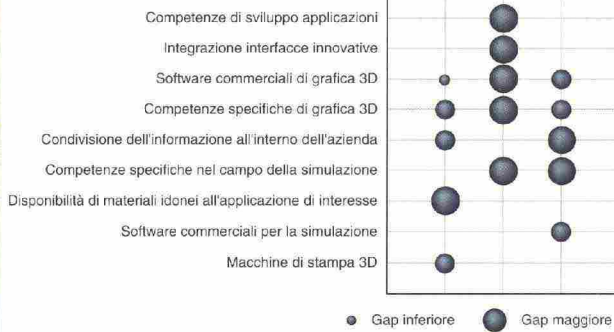 Competenze di sviluppo applicazioni
Integrazione interfacce innovative
Software commerciali di grafica 3D
Competenze specifiche di grafica 3D
Condivisione dell'informazione all'interno dell'azienda
Competenze specifiche nel campo della simulazione
Disponibilità di materiali idonei all'applicazione di interesse
Software commerciali per la simulazione
Macchine di stampa 3D
Gap inferiore Gap maggiore